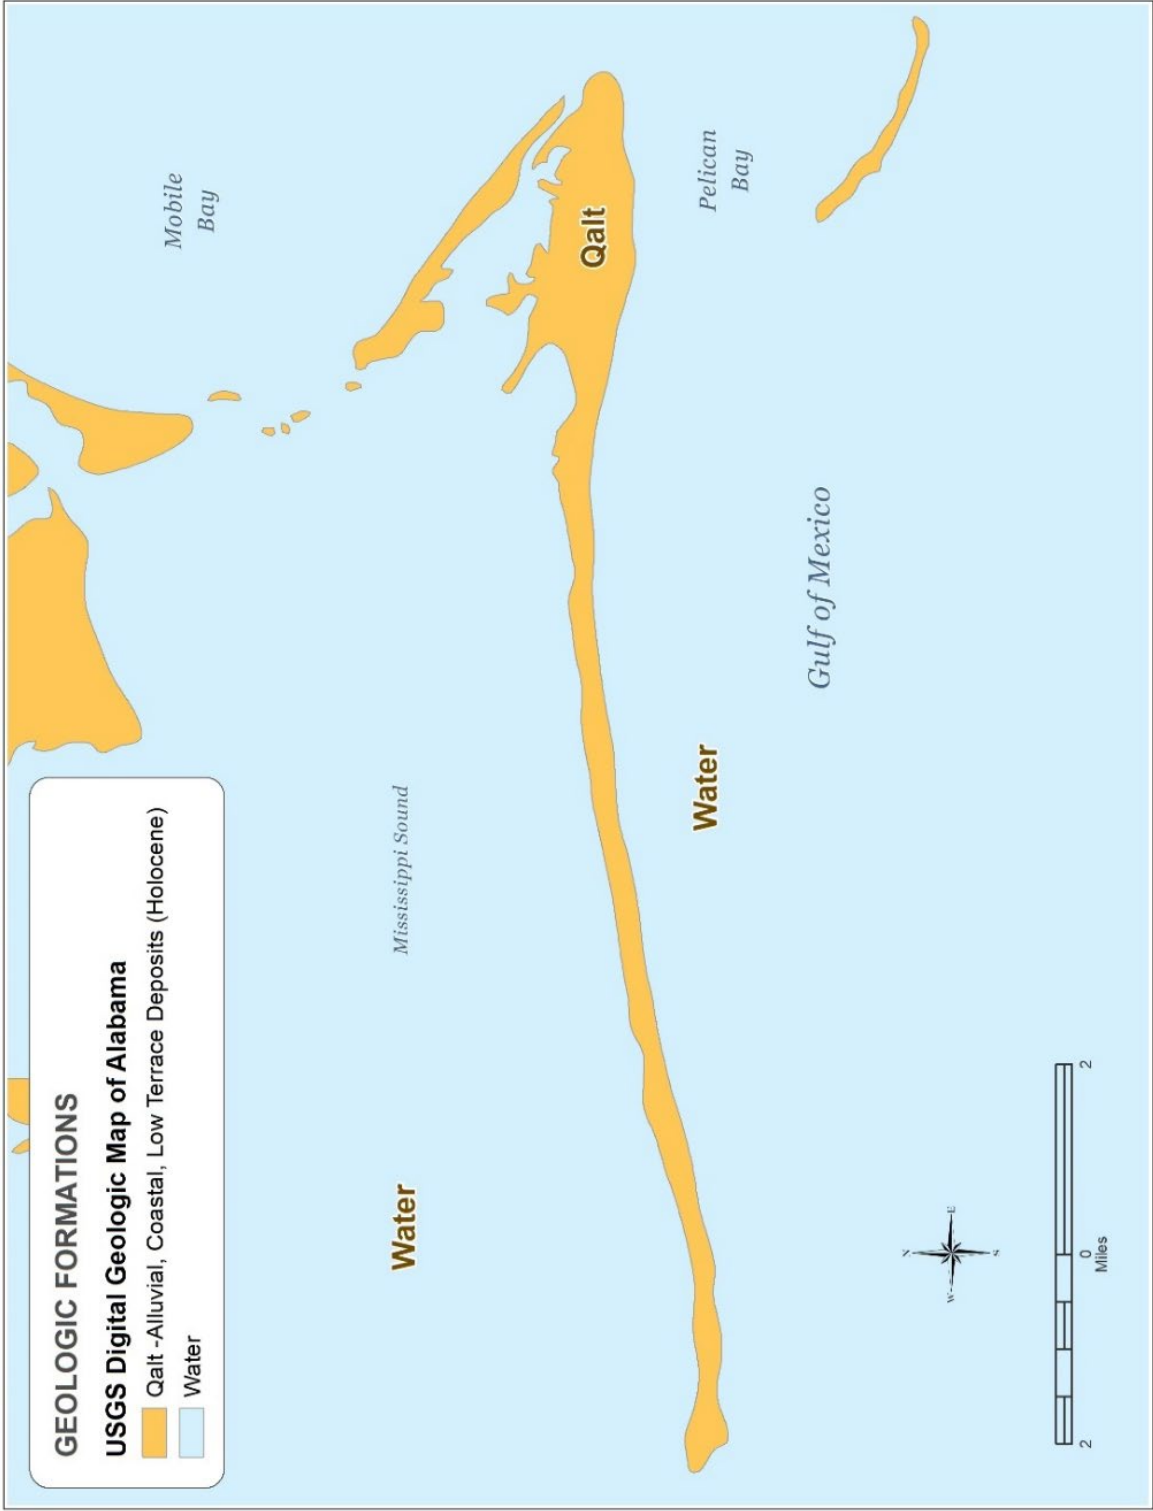 GEOLOGIC FORMATIONS
USGS Digital Geologic Map of Alabama
Qalt -Alluvial, Coastal, Low Terrace Deposits (Holocene)
Water
Mobile
Bay
Mississippi Sound
Water
Qalt
Pelican
Bay
Water
Gulf of Mexico
N
W
E
S
2
0
2
Miles